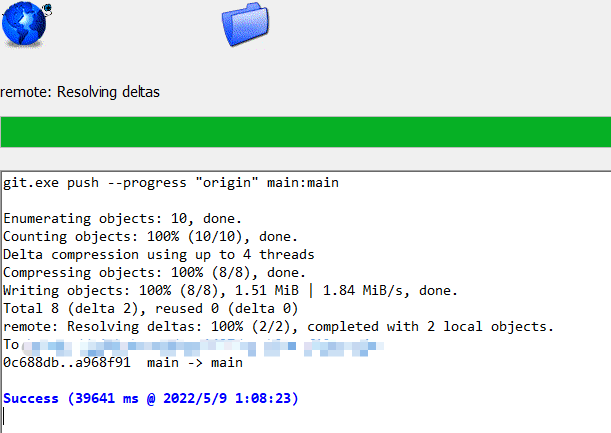 remote: Resolving deltas
git.exe push --progress "origin" main:main
Enumerating objects: 10, done.
Counting objects: 100% (10/10), done.
Delta compression using up to 4 threads
Compressing objects: 100% (8/8), done.
Writing objects: 100% (8/8), 1.51 MiB | 1.84 MiB/s, done.
Total 8 (delta 2), reused 0 (delta 0)
remote: Resolving deltas: 100% (2/2), completed with 2 local objects.
To
0c688db..a968f91  main -> main
Success (39641 ms @ 2022/5/9 1:08:23)